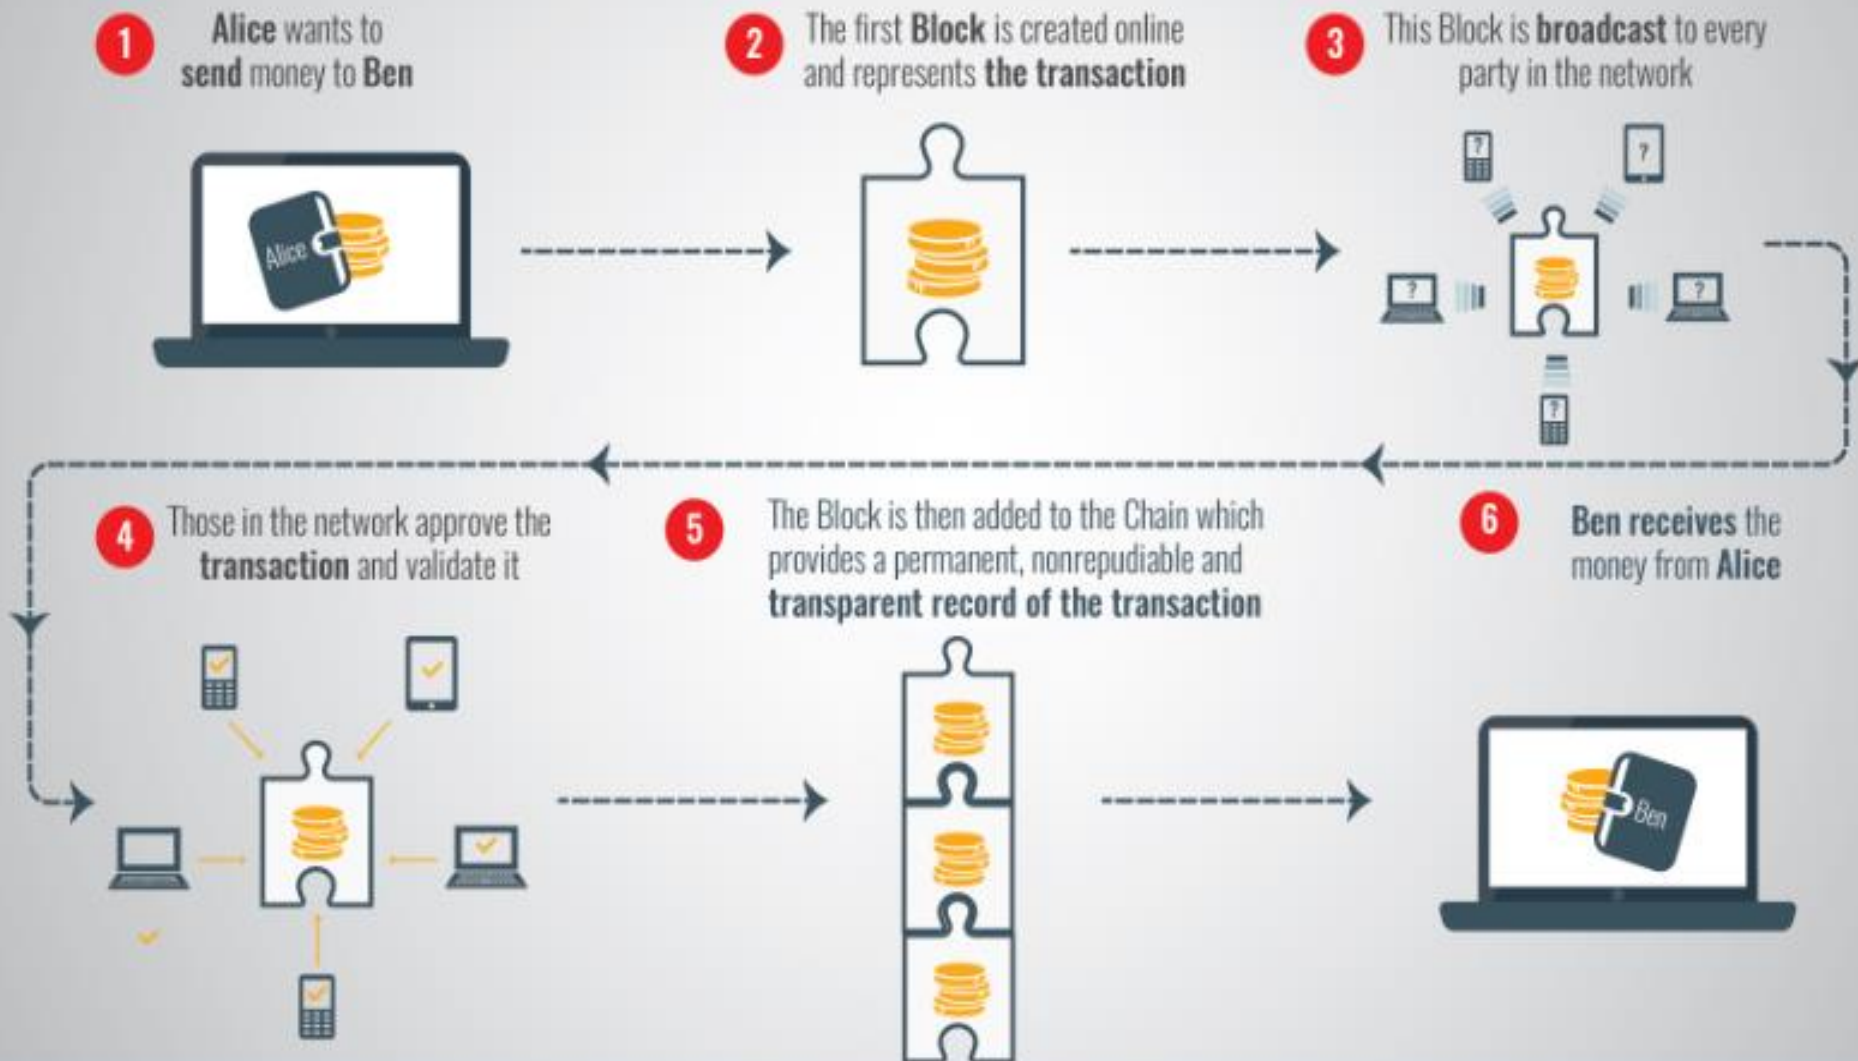 1
Alice wants to
send money to Ben
2
The first Block is created online
and represents the transaction
3
This Block is broadcast to every
party in the network
Alice
?
?
?
?
?
4
Those in the network approve the
transaction and validate it
5
The Block is then added to the Chain which
provides a permanent, nonrepudiable and
transparent record of the transaction
6
Ben receives the
money from Alice
Ben